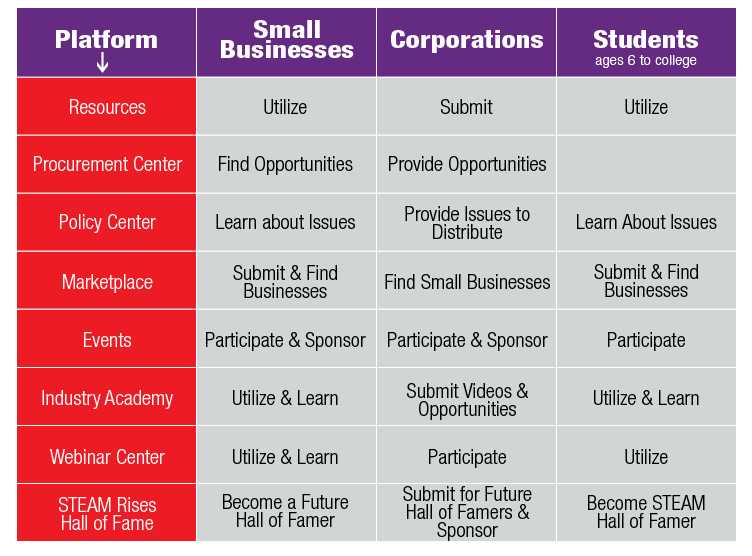 Platform
Small
Businesses
Corporations
Students
ages 6 to college
Resources
Utilize
Submit
Utilize
Procurement Center
Find Opportunities
Provide Opportunities
Policy Center
Learn about Issues
Provide Issues to
Distribute
Learn About Issues
Marketplace
Submit & Find
Businesses
Find Small Businesses
Submit & Find
Businesses
Events
Participate & Sponsor
Participate & Sponsor
Participate
Industry Academy
Utilize & Learn
Submit Videos &
Opportunities
Utilize & Learn
Webinar Center
Utilize & Learn
Participate
Utilize
STEAM Rises
Hall of Fame
Become a Future
Hall of Famer
Submit for Future
Hall of Famers &
Sponsor
Become STEAM
Hall of Famer